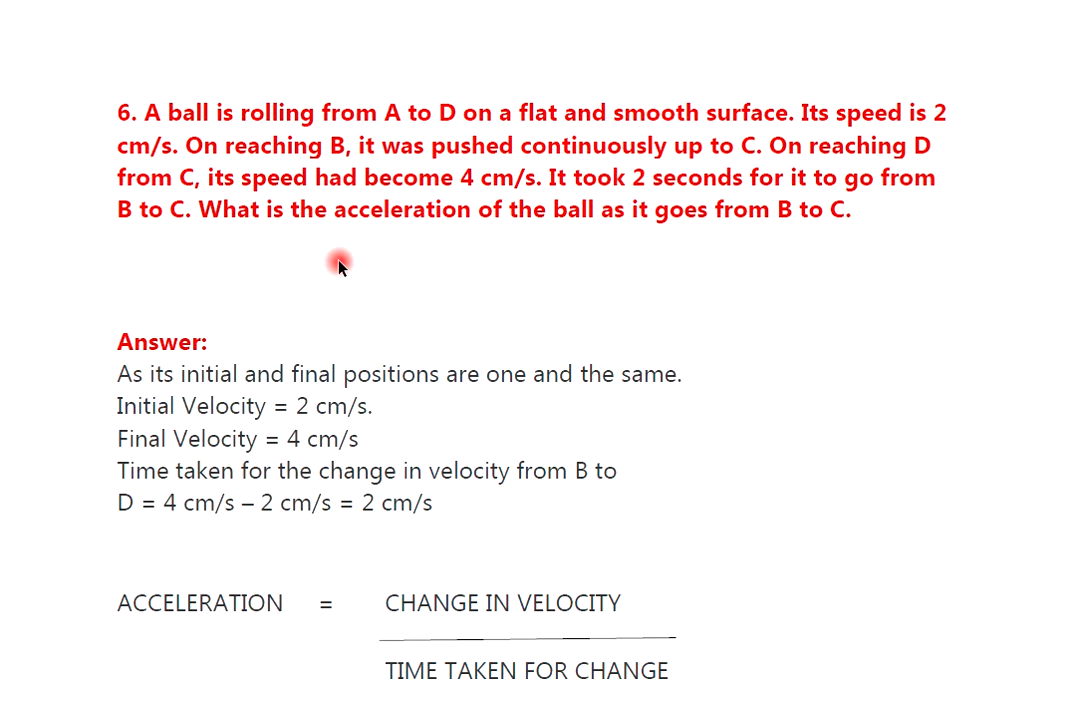 6. A ball is rolling from A to D on a flat and smooth surface. Its speed is 2
cm/s. On reaching B, it was pushed continuously up to C. On reaching D
from C, its speed had become 4 cm/s. It took 2 seconds for it to go from
B to C. What is the acceleration of the ball as it goes from B to C.
Answer:
As its initial and final positions are one and the same.
Initial Velocity = 2 cm/s.
Final Velocity = 4 cm/s
Time taken for the change in velocity from B to
D = 4 cm/s – 2 cm/s = 2 cm/s
ACCELERATION = CHANGE IN VELOCITY
TIME TAKEN FOR CHANGE